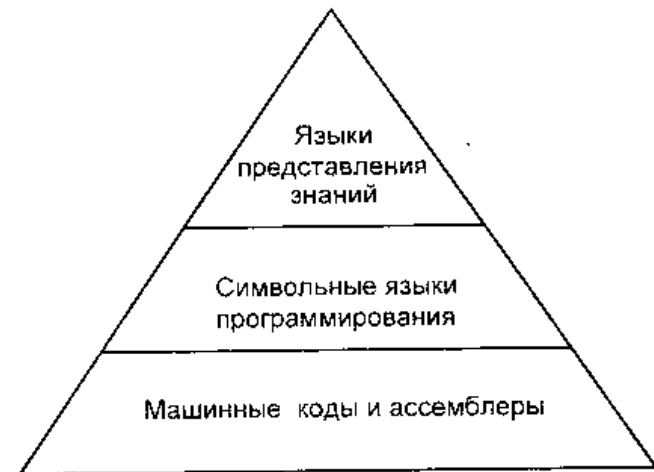 Языки
представления
знаний
Символьные языки
программирования
Машинные коды и ассемблеры